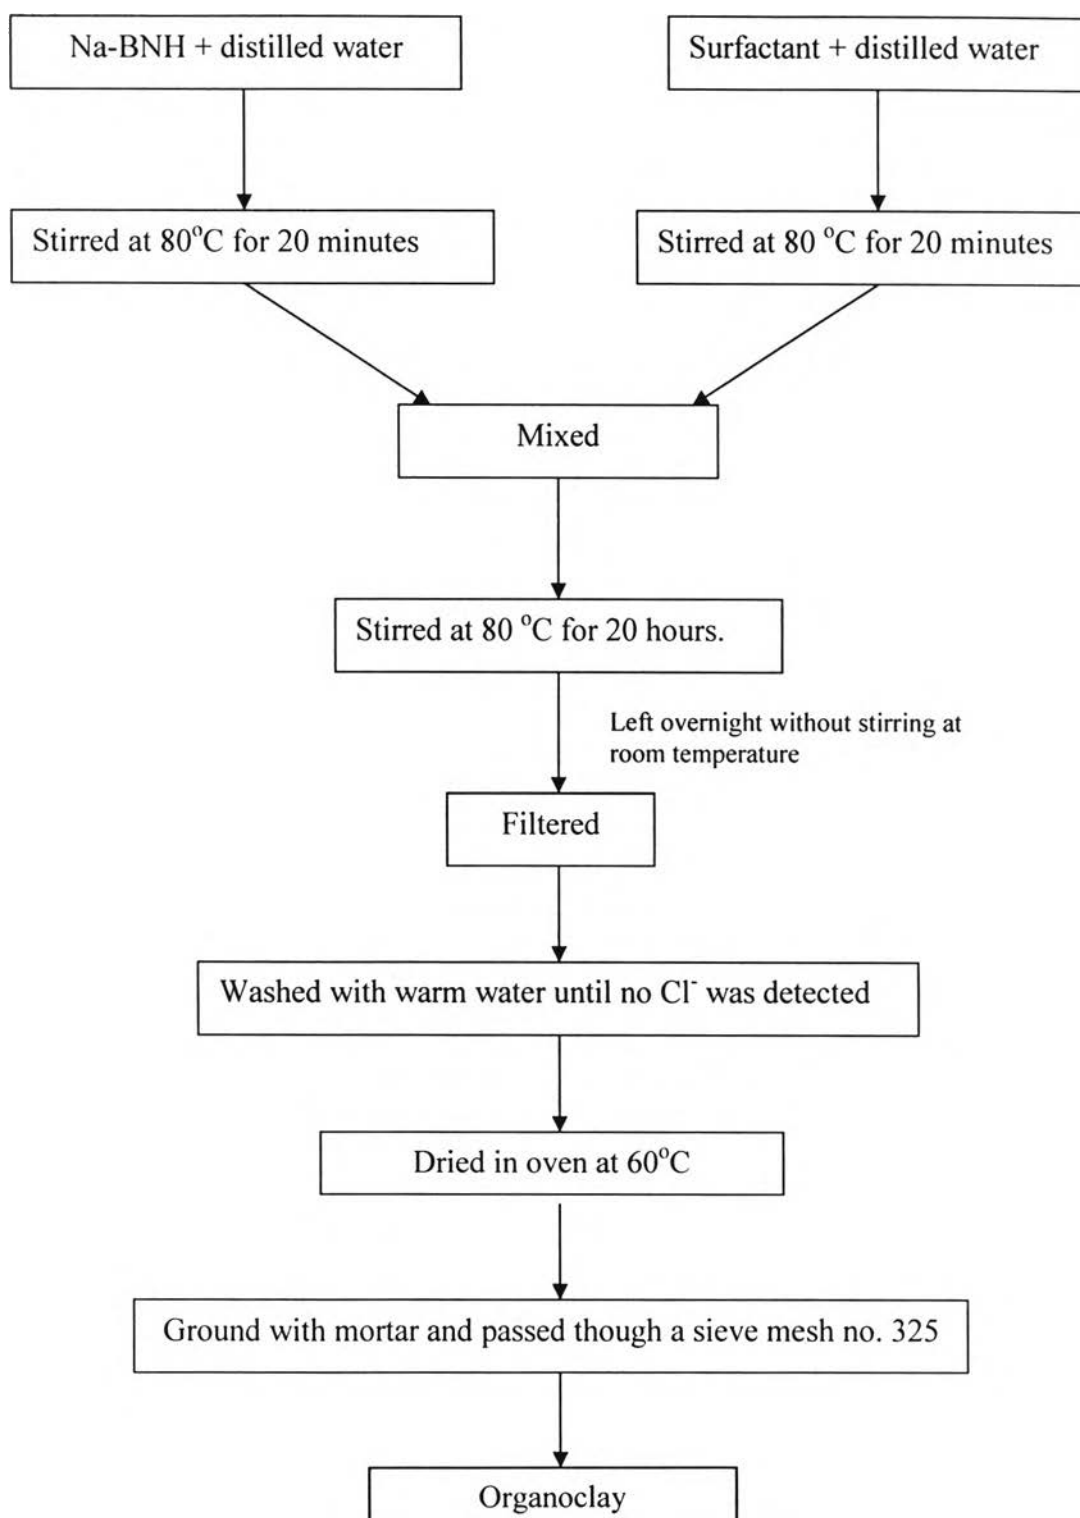 Na-BNH + distilled water
Surfactant + distilled water
Stirred at 80°C for 20 minutes
Stirred at 80 °C for 20 minutes
Mixed
Stirred at 80 °C for 20 hours.
Left overnight without stirring at
room temperature
Filtered
Washed with warm water until no Cl⁻ was detected
Dried in oven at 60°C
Ground with mortar and passed though a sieve mesh no. 325
Organoclay